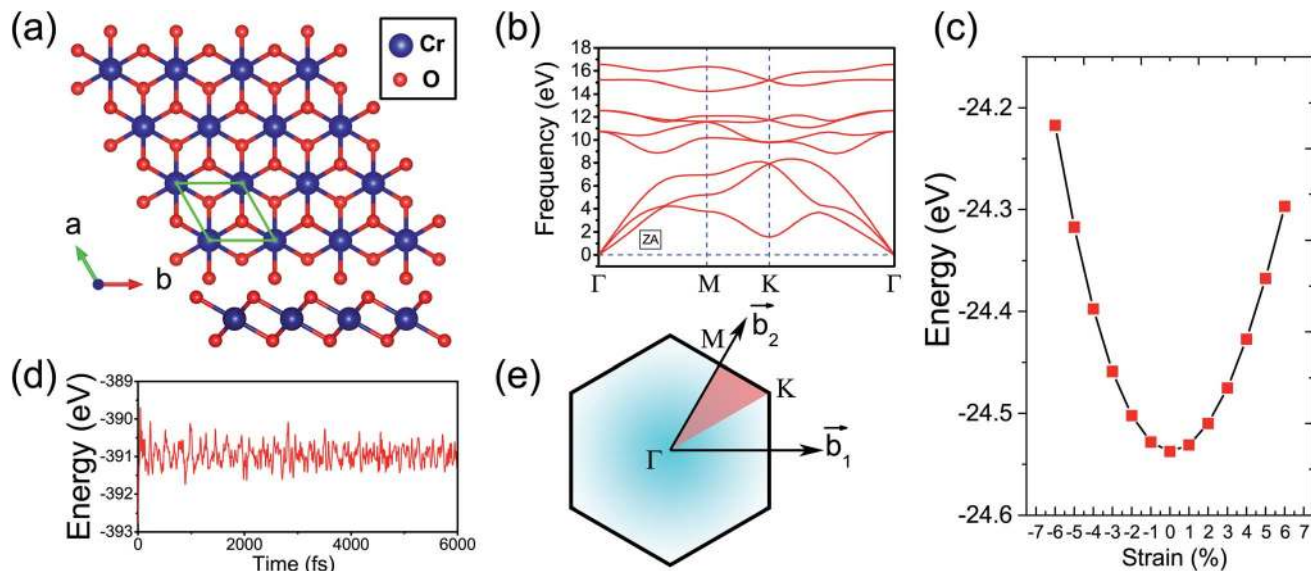 (a)
Cr
O
a
b
(b)
Frequency (eV)
18
16
14
12
10
8
6
4
2
0
ZA
Γ
M
K
Γ
(c)
Energy (eV)
-24.2
-24.3
-24.4
-24.5
-24.6
-7 -6 -5 -4 -3 -2 -1 0 1 2 3 4 5 6 7
Strain (%)
(d)
Energy (eV)
-389
-390
-391
-392
-393
0 2000 4000 6000
Time (fs)
(e)
M
b₂
K
Γ
b₁